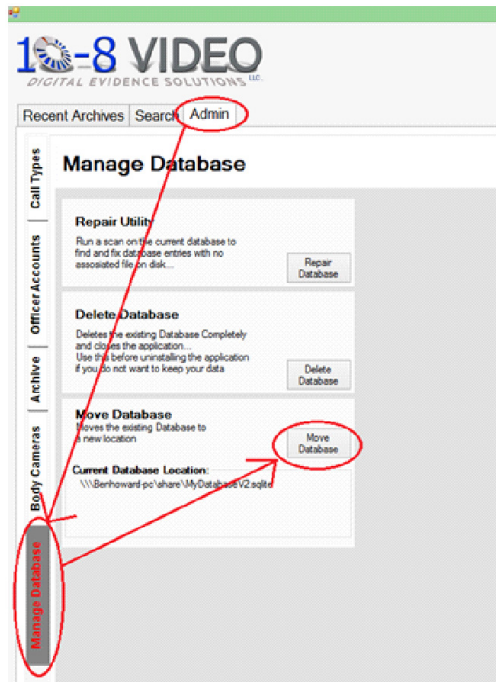 10-8 VIDEO
DIGITAL EVIDENCE SOLUTIONS LLC.
Recent Archives Search Admin
Call Types
Officer Accounts
Archive
Body Cameras
Manage Database
Manage Database
Repair Utility
Run a scan on the current database to
find and fix database entries with no
assosiated file on disk...
Repair
Database
Delete Database
Deletes the existing Database Completely
and closes the application...
Use this before uninstalling the application
if you do not want to keep your data
Delete
Database
Move Database
Moves the existing Database to
a new location
Move
Database
Current Database Location:
\\\Benhoward-pc\share\MyDatabaseV2.sqlite